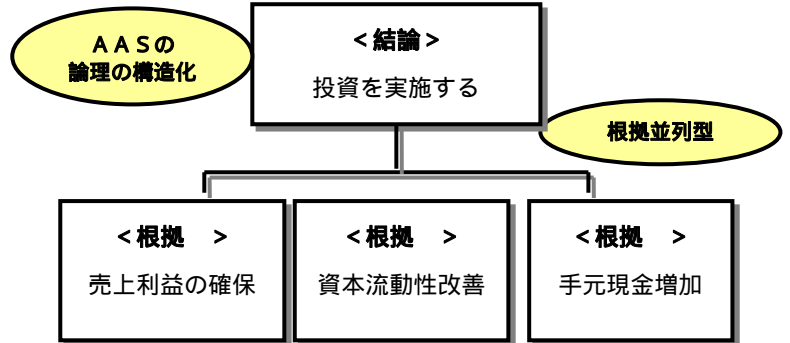 ＡＡＳの
論理の構造化
＜結論＞
投資を実施する
根拠並列型
＜根拠　＞
売上利益の確保
＜根拠　＞
資本流動性改善
＜根拠　＞
手元現金増加